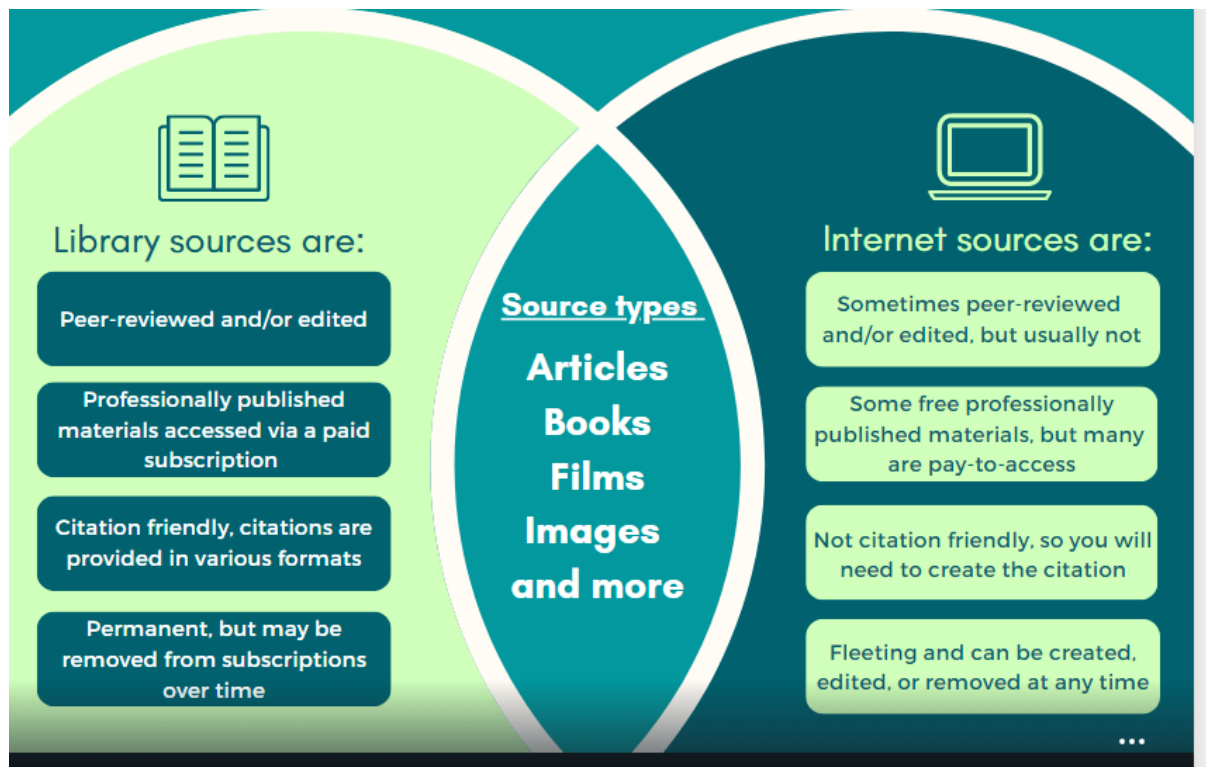 Library sources are:
Peer-reviewed and/or edited
Professionally published
materials accessed via a paid
subscription
Citation friendly, citations are
provided in various formats
Permanent, but may be
removed from subscriptions
over time
Source types
Articles
Books
Films
Images
and more
Internet sources are:
Sometimes peer-reviewed
and/or edited, but usually not
Some free professionally
published materials, but many
are pay-to-access
Not citation friendly, so you will
need to create the citation
Fleeting and can be created,
edited, or removed at any time